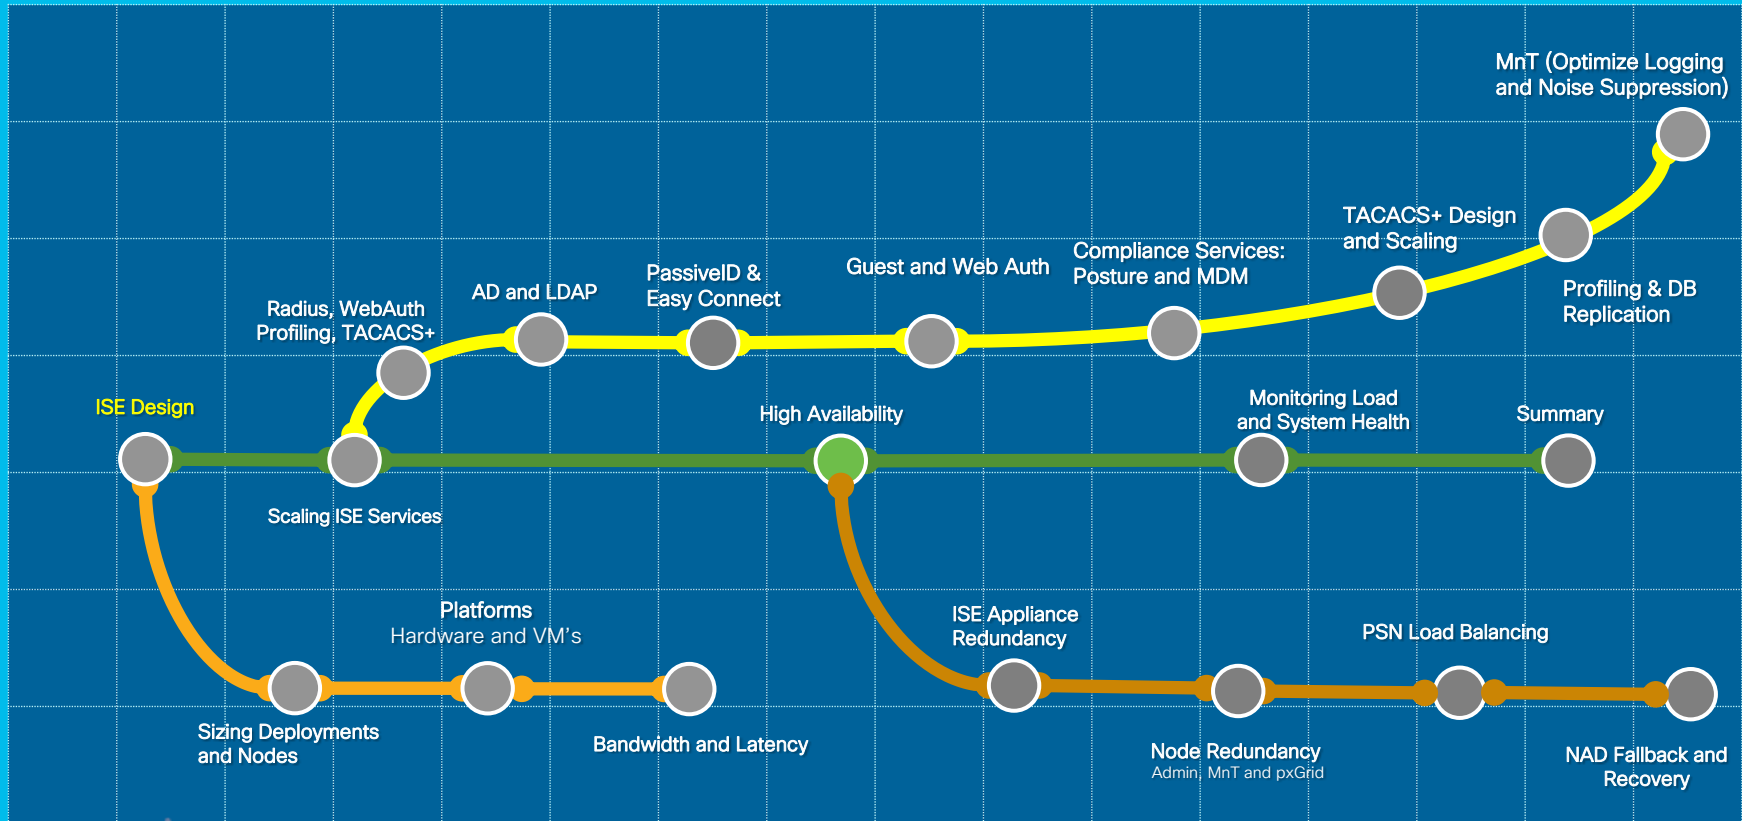 MnT (Optimize Logging
and Noise Suppression)
TACACS+ Design
and Scaling
Compliance Services:
Posture and MDM
Guest and Web Auth
PassiveID &
Easy Connect
AD and LDAP
Radius, WebAuth
Profiling, TACACS+
Profiling & DB
Replication
ISE Design
High Availability
Monitoring Load
and System Health
Summary
Scaling ISE Services
Platforms
Hardware and VM's
ISE Appliance
Redundancy
PSN Load Balancing
Sizing Deployments
and Nodes
Bandwidth and Latency
Node Redundancy
Admin, MnT and pxGrid
NAD Fallback and
Recovery